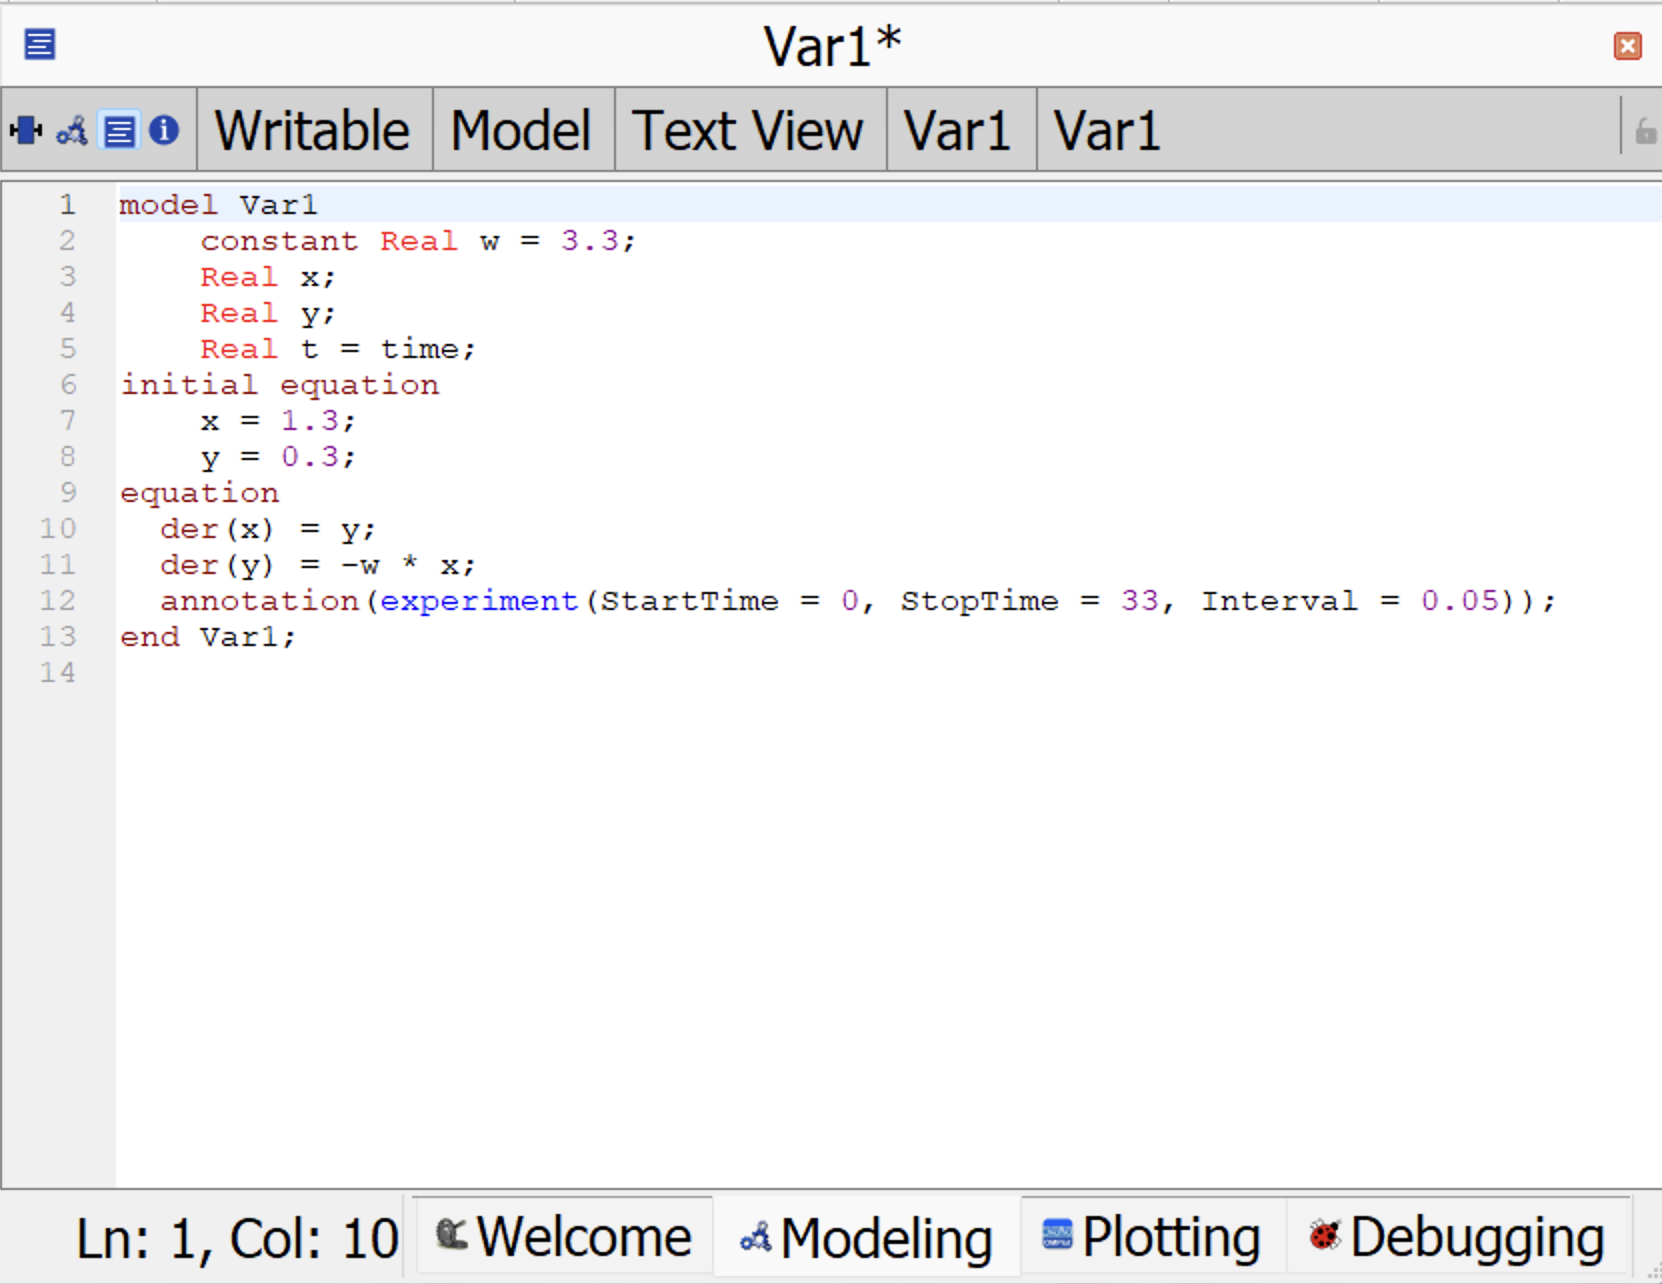 Var1*
Writable Model Text View Var1 Var1
1 model Var1
2     constant Real w = 3.3;
3     Real x;
4     Real y;
5     Real t = time;
6 initial equation
7     x = 1.3;
8     y = 0.3;
9 equation
10   der(x) = y;
11   der(y) = -w * x;
12   annotation(experiment(StartTime = 0, StopTime = 33, Interval = 0.05));
13 end Var1;
14
Ln: 1, Col: 10 Welcome Modeling Plotting Debugging